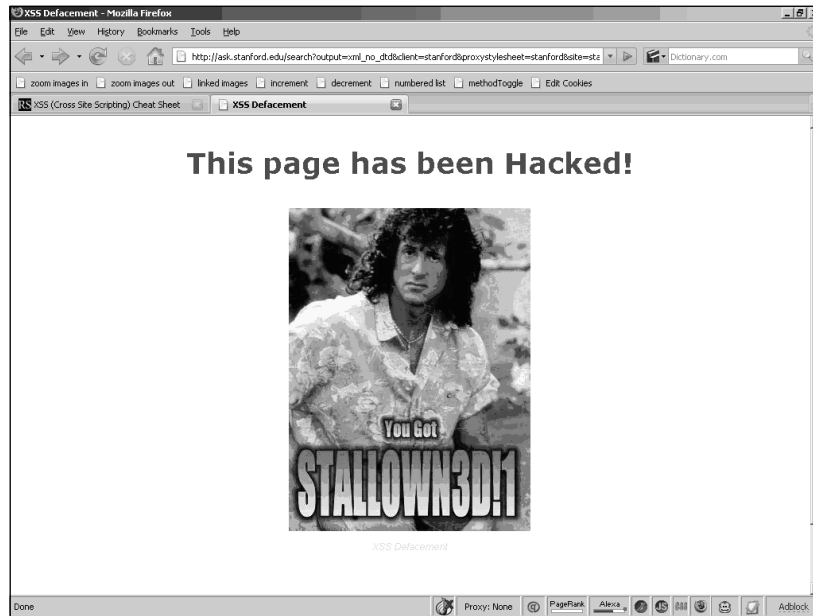 XSS Defacement - Mozilla Firefox
File Edit View History Bookmarks Tools Help
http://ask.stanford.edu/search?output=xml_no_dtd&client=stanford&proxystylesheet=stanford&site=sta
Dictionary.com
zoom images in zoom images out linked images increment decrement numbered list methodToggle Edit Cookies
RS XSS (Cross Site Scripting) Cheat Sheet XSS Defacement
This page has been Hacked!
You Got
STALLOWN3D!1
XSS Defacement
Done Proxy: None PageRank Alexa JS Adblock